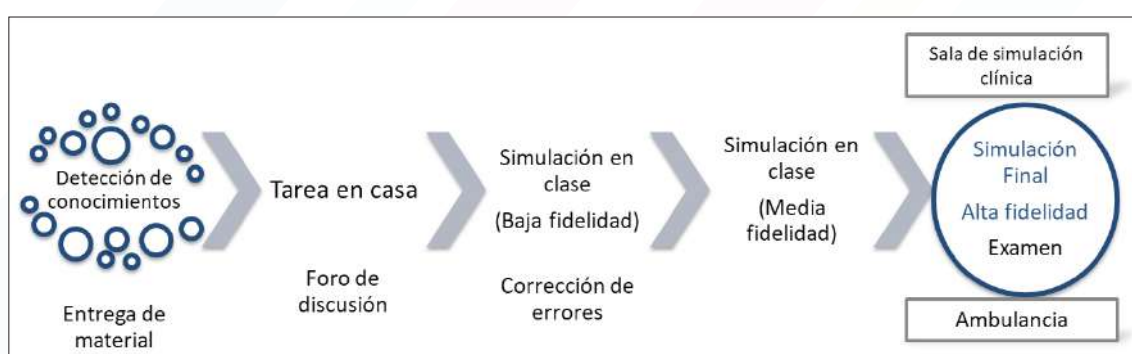 Detección de
conocimientos
Entrega de
material
Tarea en casa
Foro de
discusión
Simulación en
clase
(Baja fidelidad)
Corrección de
errores
Simulación en
clase
(Media
fidelidad)
Sala de simulación
clínica
Simulación
Final
Alta fidelidad
Examen
Ambulancia